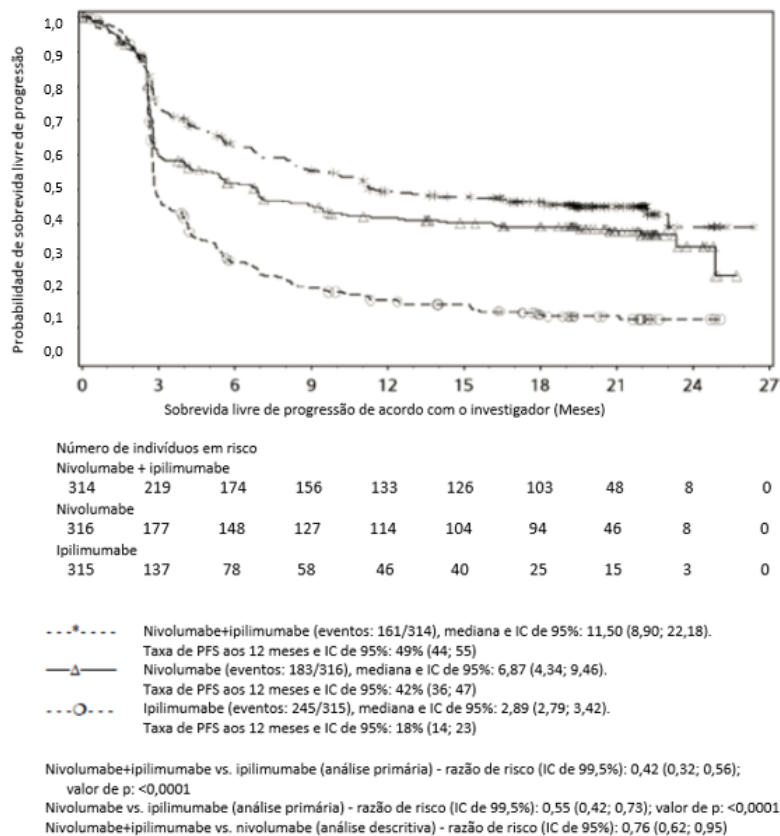 Probabilidade de sobrevida livre de progressão
1,0
0,9
0,8
0,7
0,6
0,5
0,4
0,3
0,2
0,1
0,0
0 3 6 9 12 15 18 21 24 27
Sobrevida livre de progressão de acordo com o investigador (Meses)
Número de indivíduos em risco
Nivolumabe + ipilimumabe
314 219 174 156 133 126 103 48 8 0
Nivolumabe
316 177 148 127 114 104 94 46 8 0
Ipilimumabe
315 137 78 58 46 40 25 15 3 0
Nivolumabe+ipilimumabe (eventos: 161/314), mediana e IC de 95%: 11,50 (8,90; 22,18).
Taxa de PFS aos 12 meses e IC de 95%: 49% (44; 55)
Nivolumabe (eventos: 183/316), mediana e IC de 95%: 6,87 (4,34; 9,46).
Taxa de PFS aos 12 meses e IC de 95%: 42% (36; 47)
Ipilimumabe (eventos: 245/315), mediana e IC de 95%: 2,89 (2,79; 3,42).
Taxa de PFS aos 12 meses e IC de 95%: 18% (14; 23)
Nivolumabe+ipilimumabe vs. ipilimumabe (análise primária) - razão de risco (IC de 99,5%): 0,42 (0,32; 0,56);
valor de p: <0,0001
Nivolumabe vs. ipilimumabe (análise primária) - razão de risco (IC de 99,5%): 0,55 (0,42; 0,73); valor de p: <0,0001
Nivolumabe+ipilimumabe vs. nivolumabe (análise descritiva) - razão de risco (IC de 95%): 0,76 (0,62; 0,95)